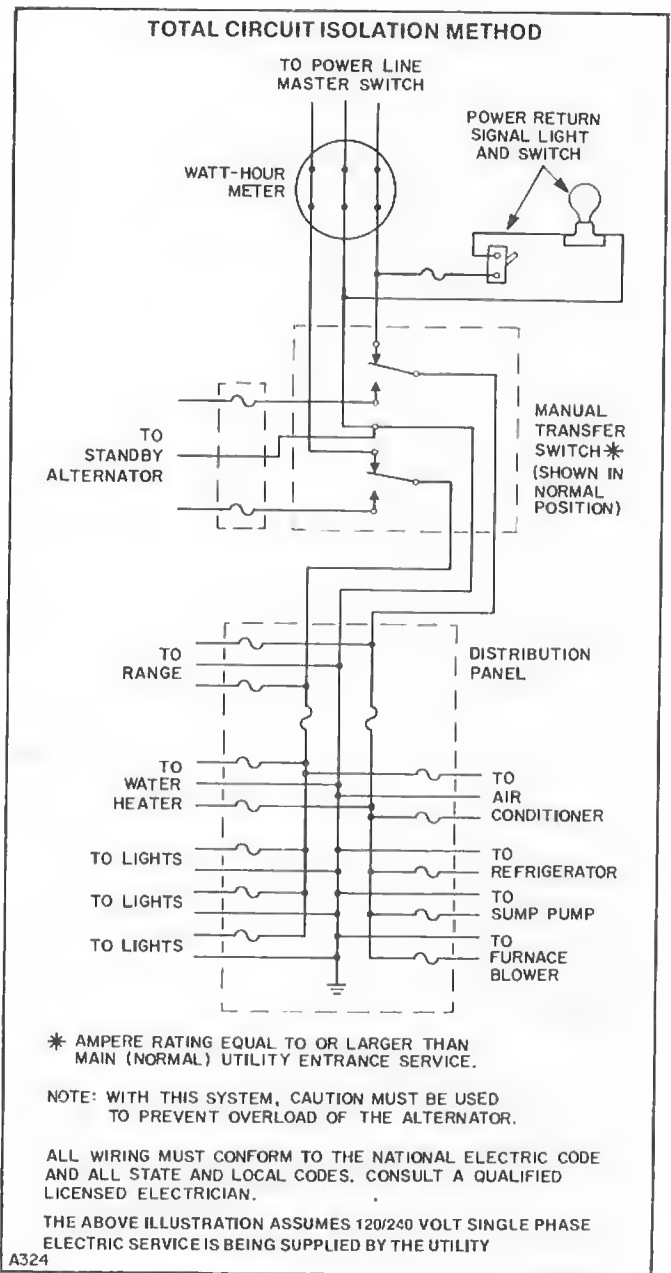 TOTAL CIRCUIT ISOLATION METHOD
TO POWER LINE
MASTER SWITCH
POWER RETURN
SIGNAL LIGHT
AND SWITCH
WATT-HOUR
METER
MANUAL
TRANSFER
SWITCH*
(SHOWN IN
NORMAL
POSITION)
TO
STANDBY
ALTERNATOR
DISTRIBUTION
PANEL
TO
RANGE
TO
WATER
HEATER
TO
AIR
CONDITIONER
TO LIGHTS
TO
REFRIGERATOR
TO LIGHTS
TO
SUMP PUMP
TO LIGHTS
TO
FURNACE
BLOWER
* AMPERE RATING EQUAL TO OR LARGER THAN
MAIN (NORMAL) UTILITY ENTRANCE SERVICE.
NOTE: WITH THIS SYSTEM, CAUTION MUST BE USED
TO PREVENT OVERLOAD OF THE ALTERNATOR.
ALL WIRING MUST CONFORM TO THE NATIONAL ELECTRIC CODE
AND ALL STATE AND LOCAL CODES. CONSULT A QUALIFIED
LICENSED ELECTRICIAN.
THE ABOVE ILLUSTRATION ASSUMES 120/240 VOLT SINGLE PHASE
ELECTRIC SERVICE IS BEING SUPPLIED BY THE UTILITY
A324